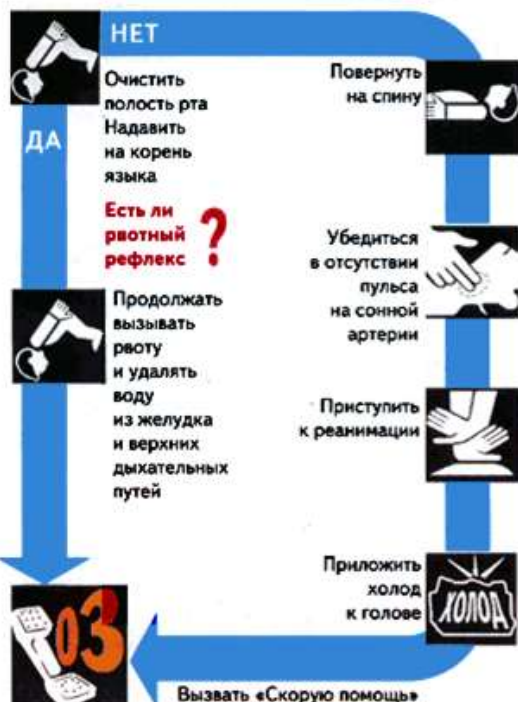 НЕТ
Очистить
полость рта
Надавить
на корень
языка
ДА
Есть ли
рвотный
рефлекс
?
Продолжать
вызывать
рвоту
и удалять
воду
из желудка
и верхних
дыхательных
путей
Повернуть
на спину
Убедиться
в отсутствии
пульса
на сонной
артерии
Приступить
к реанимации
Приложить
холод
к голове
ХОЛОД
03
Вызвать «Скорую помощь»